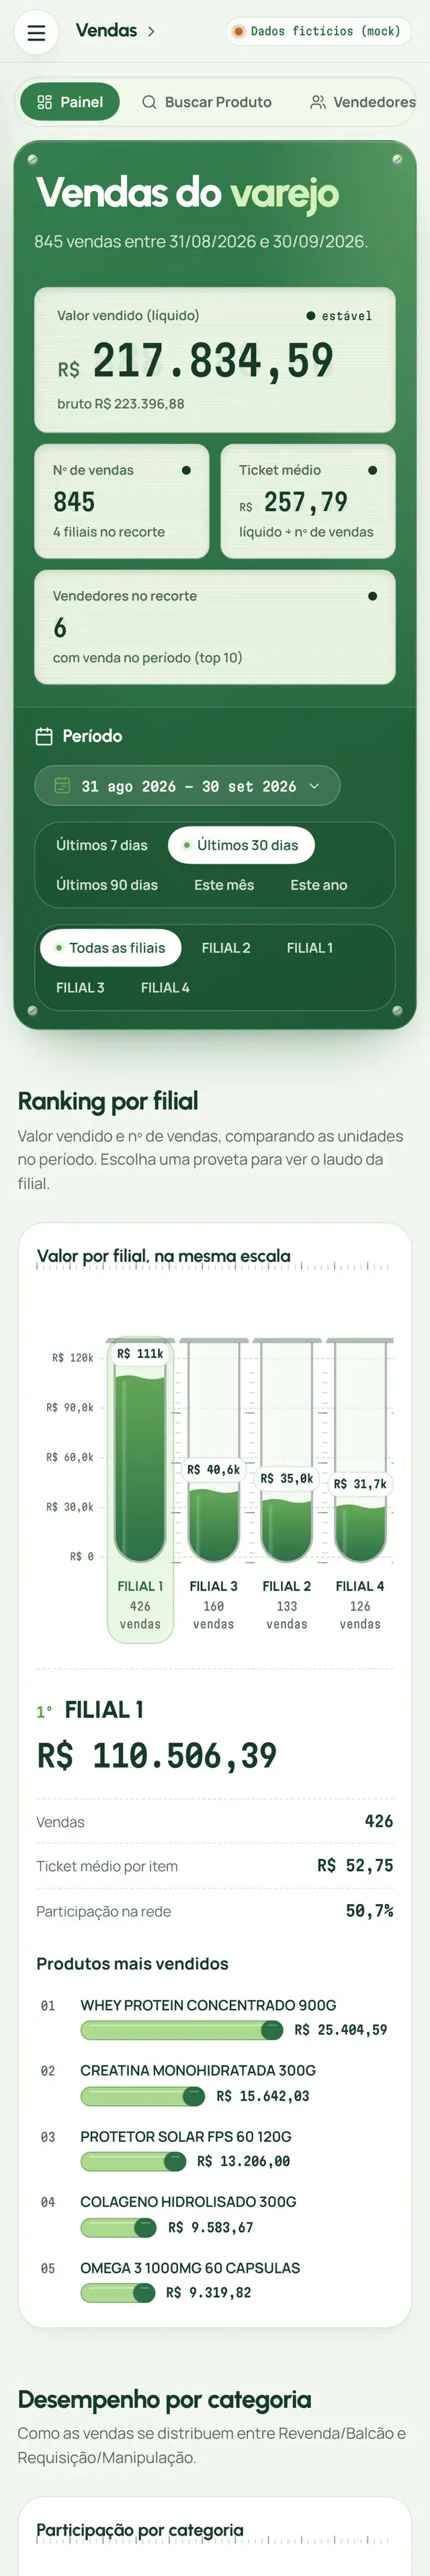 Vendas
Dados fictícios (mock)
Painel
Buscar Produto
Vendedores
Vendas do varejo
845 vendas entre 31/08/2026 e 30/09/2026.
Valor vendido (líquido)
estável
R$ 217.834,59
bruto R$ 223.396,88
Nº de vendas
845
4 filiais no recorte
Ticket médio
R$ 257,79
líquido ÷ nº de vendas
Vendedores no recorte
6
com venda no período (top 10)
Período
31 ago 2026 – 30 set 2026
Últimos 7 dias
Últimos 30 dias
Últimos 90 dias
Este mês
Este ano
Todas as filiais
FILIAL 2
FILIAL 1
FILIAL 3
FILIAL 4
Ranking por filial
Valor vendido e nº de vendas, comparando as unidades
no período. Escolha uma proveta para ver o laudo da
filial.
Valor por filial, na mesma escala
R$ 120k
R$ 90,0k
R$ 60,0k
R$ 30,0k
R$ 0
R$ 111k
R$ 40,6k
R$ 35,0k
R$ 31,7k
FILIAL 1
426
vendas
FILIAL 3
160
vendas
FILIAL 2
133
vendas
FILIAL 4
126
vendas
1º FILIAL 1
R$ 110.506,39
Vendas 426
Ticket médio por item R$ 52,75
Participação na rede 50,7%
Produtos mais vendidos
01 WHEY PROTEIN CONCENTRADO 900G
R$ 25.404,59
02 CREATINA MONOHIDRATADA 300G
R$ 15.642,03
03 PROTETOR SOLAR FPS 60 120G
R$ 13.206,00
04 COLAGENO HIDROLISADO 300G
R$ 9.583,67
05 OMEGA 3 1000MG 60 CAPSULAS
R$ 9.319,82
Desempenho por categoria
Como as vendas se distribuem entre Revenda/Balcão e
Requisição/Manipulação.
Participação por categoria